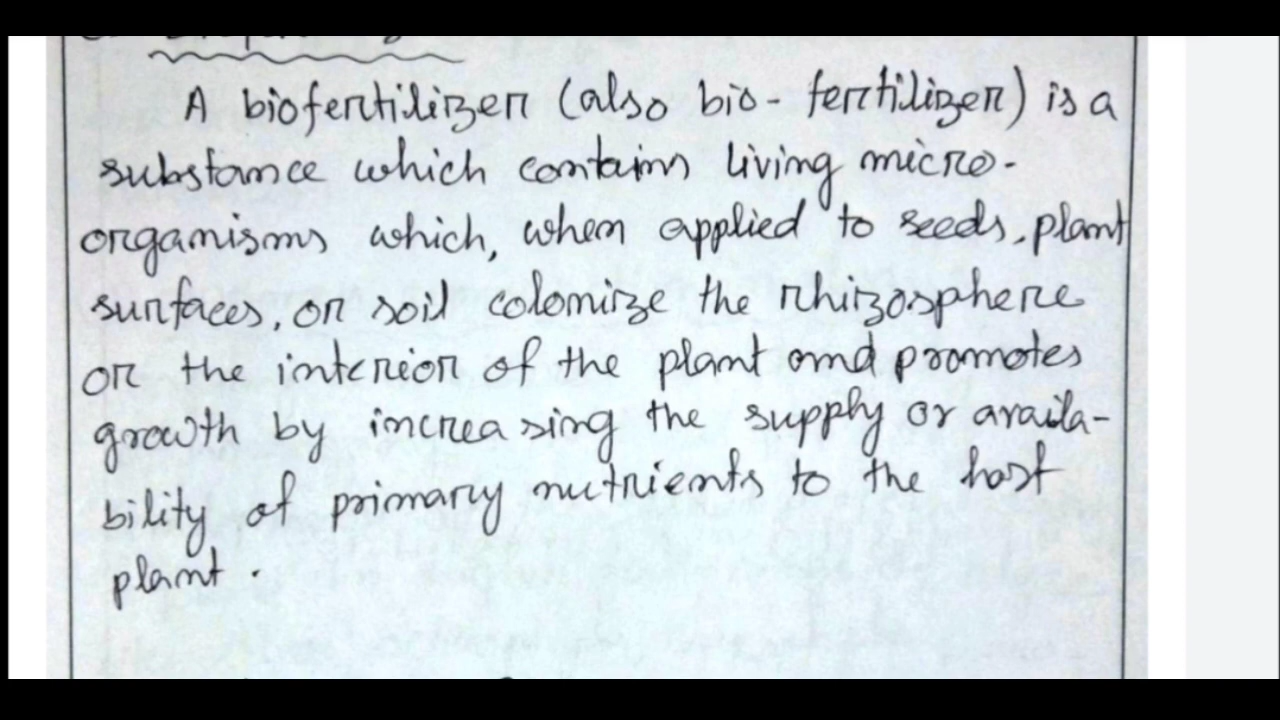 A biofertilizer (also bio-fertilizer) is a
substance which contains living micro-
organisms which, when applied to seeds, plant
surfaces, or soil colonize the rhizosphere
or the interior of the plant and promotes
growth by increasing the supply or availa-
bility of primary nutrients to the host
plant.